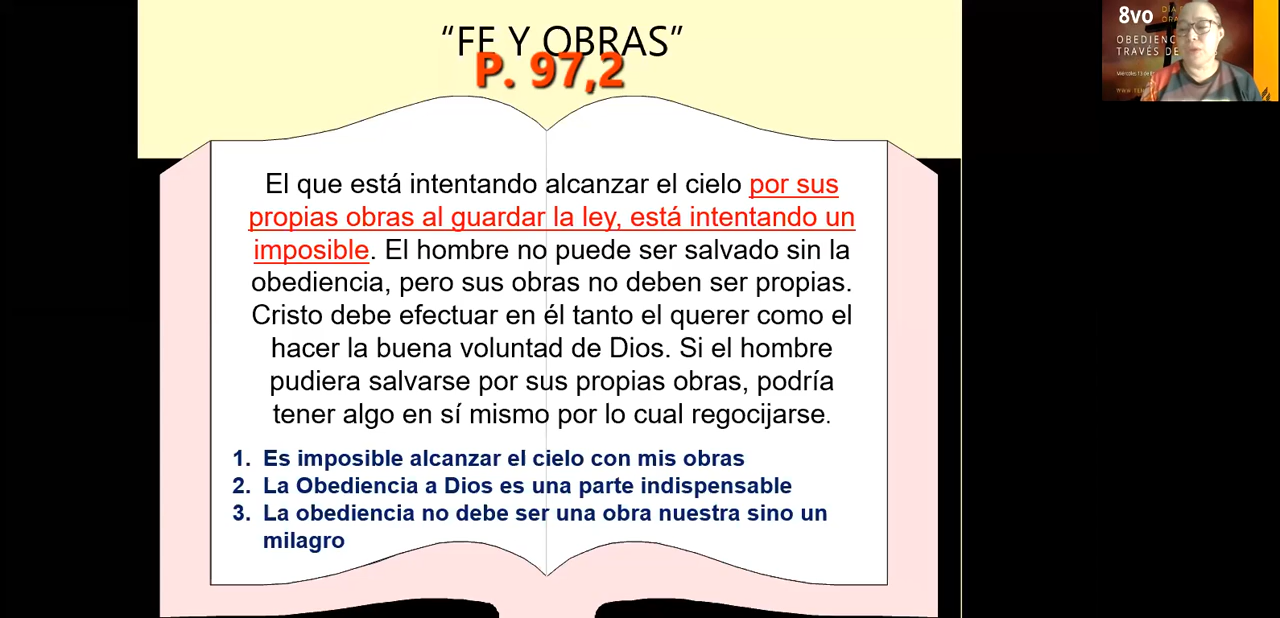 “FE Y OBRAS”
P. 97,2
El que está intentando alcanzar el cielo por sus
propias obras al guardar la ley, está intentando un
imposible. El hombre no puede ser salvado sin la
obediencia, pero sus obras no deben ser propias.
Cristo debe efectuar en él tanto el querer como el
hacer la buena voluntad de Dios. Si el hombre
pudiera salvarse por sus propias obras, podría
tener algo en sí mismo por lo cual regocijarse.
1. Es imposible alcanzar el cielo con mis obras
2. La Obediencia a Dios es una parte indispensable
3. La obediencia no debe ser una obra nuestra sino un
milagro
8vo
OBEDIENC
TRAVÉS DE